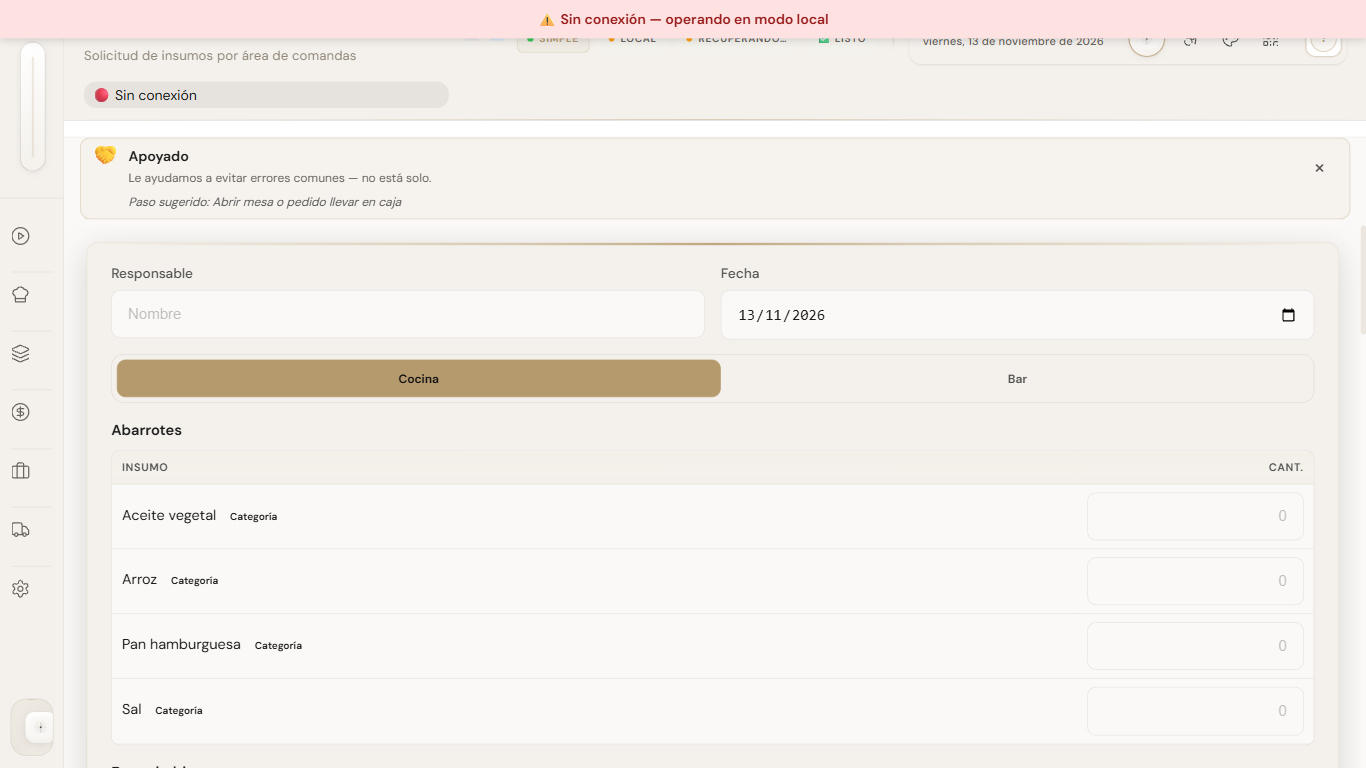 ⚠️ Sin conexión — operando en modo local
SIMPLE LOCAL RECUPERANDO... LISTO viernes, 13 de noviembre de 2026
Solicitud de insumos por área de comandas
Sin conexión
Apoyado
Le ayudamos a evitar errores comunes — no está solo.
Paso sugerido: Abrir mesa o pedido llevar en caja
Responsable Fecha
Nombre 13/11/2026
Cocina Bar
Abarrotes
INSUMO CANT.
Aceite vegetal Categoría 0
Arroz Categoría 0
Pan hamburguesa Categoría 0
Sal Categoría 0